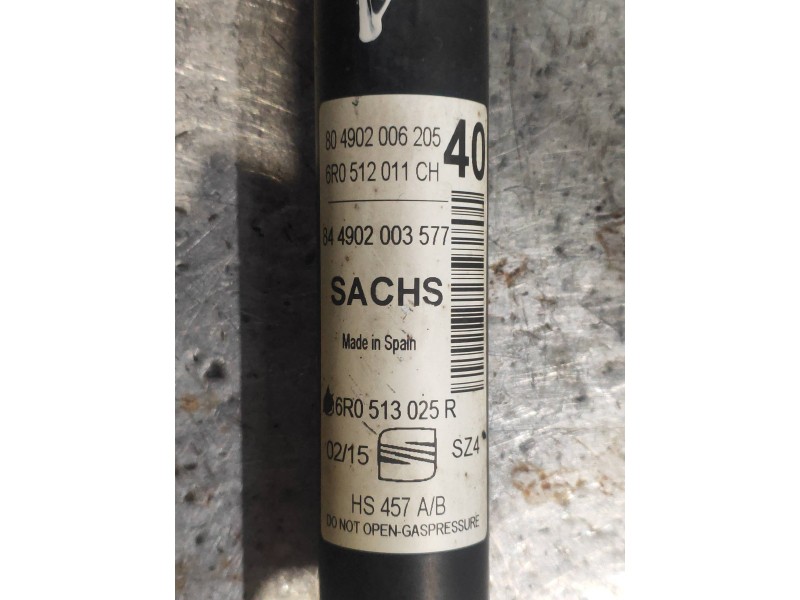 80 4902 006 205
6R0 512 011 CH
40
84 4902 003 577
SACHS
Made in Spain
6R0 513 025 R
02/15
SZ4
HS 457 A/B
DO NOT OPEN-GASPRESSURE